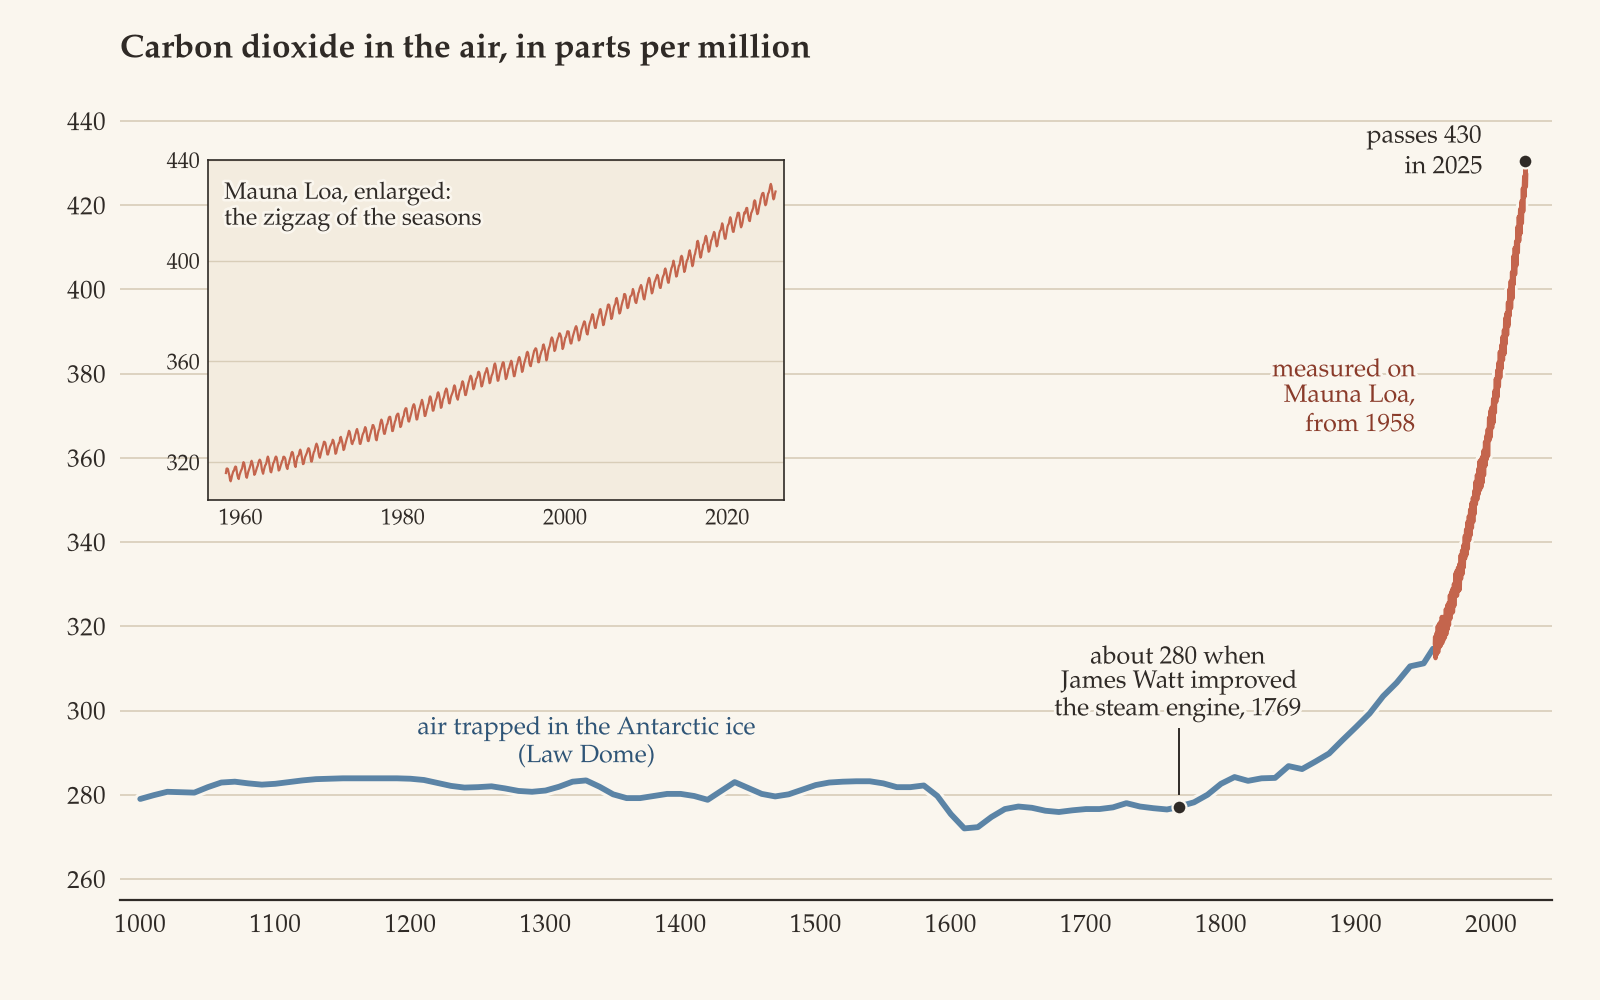 Carbon dioxide in the air, in parts per million
440
420
400
380
360
340
320
300
280
260
440
400
360
320
Mauna Loa, enlarged:
the zigzag of the seasons
1960 1980 2000 2020
passes 430
in 2025
measured on
Mauna Loa,
from 1958
about 280 when
James Watt improved
the steam engine, 1769
air trapped in the Antarctic ice
(Law Dome)
1000 1100 1200 1300 1400 1500 1600 1700 1800 1900 2000